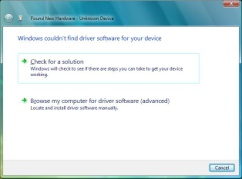 Found New Hardware - Unknown Device
Windows couldn't find driver software for your device
Check for a solution
Windows will check to see if there are steps you can take to get your device
working.
Browse my computer for driver software (advanced)
Locate and install driver software manually.
Cancel